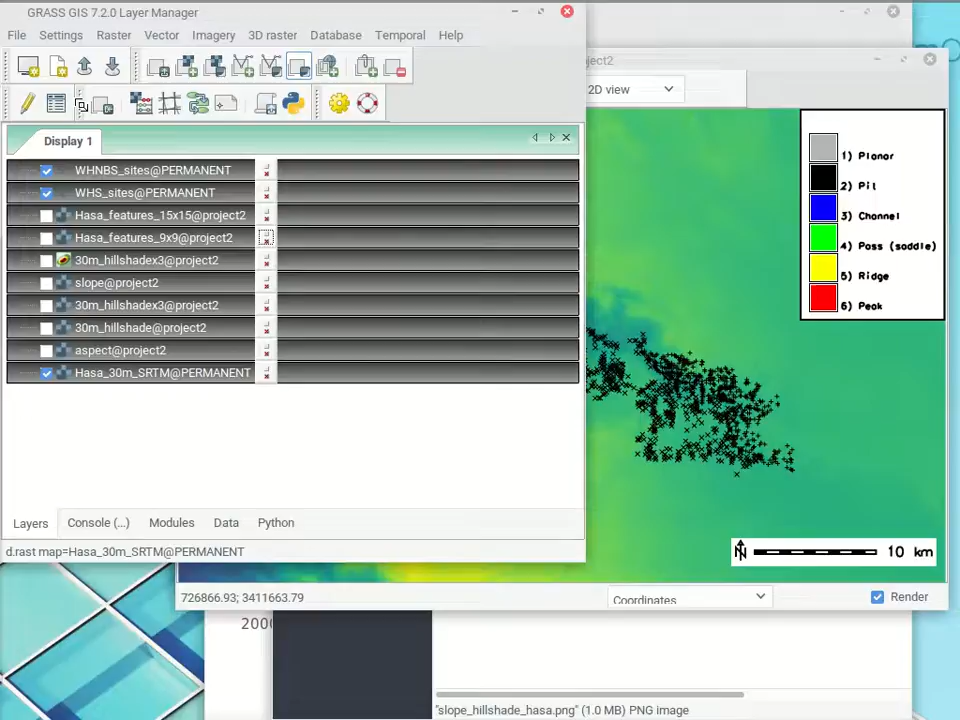 GRASS GIS 7.2.0 Layer Manager
File Settings Raster Vector Imagery 3D raster Database Temporal Help
ject2
2D view
Display 1
WHNBS_sites@PERMANENT
WHS_sites@PERMANENT
Hasa_features_15x15@project2
Hasa_features_9x9@project2
30m_hillshadex3@project2
slope@project2
30m_hillshadex3@project2
30m_hillshade@project2
aspect@project2
Hasa_30m_SRTM@PERMANENT
1) Planar
2) Pit
3) Channel
4) Pass (saddle)
5) Ridge
6) Peak
N 10 km
Layers Console (...) Modules Data Python
d.rast map=Hasa_30m_SRTM@PERMANENT
726866.93; 3411663.79
Coordinates
Render
2000
"slope_hillshade_hasa.png" (1.0 MB) PNG image